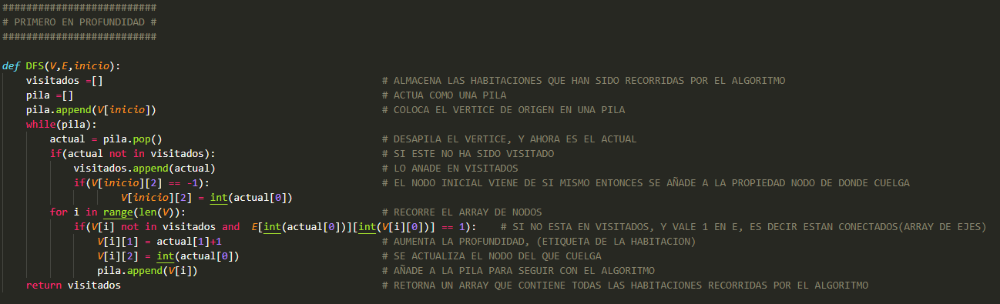 ##########################
# PRIMERO EN PROFUNDIDAD #
##########################
def DFS(V,E,inicio):
    visitados =[] # ALMACENA LAS HABITACIONES QUE HAN SIDO RECORRIDAS POR EL ALGORITMO
    pila =[] # ACTUA COMO UNA PILA
    pila.append(V[inicio]) # COLOCA EL VERTICE DE ORIGEN EN UNA PILA
    while(pila):
        actual = pila.pop() # DESAPILA EL VERTICE, Y AHORA ES EL ACTUAL
        if(actual not in visitados): # SI ESTE NO HA SIDO VISITADO
            visitados.append(actual) # LO ANADE EN VISITADOS
            if(V[inicio][2] == -1): # EL NODO INICIAL VIENE DE SI MISMO ENTONCES SE AÑADE A LA PROPIEDAD NODO DE DONDE CUELGA
                    V[inicio][2] = int(actual[0])
        for i in range(len(V)): # RECORRE EL ARRAY DE NODOS
            if(V[i] not in visitados and  E[int(actual[0])][int(V[i][0])] == 1): # SI NO ESTA EN VISITADOS, Y VALE 1 EN E, ES DECIR ESTAN CONECTADOS(ARRAY DE EJES)
                V[i][1] = actual[1]+1 # AUMENTA LA PROFUNDIDAD, (ETIQUETA DE LA HABITACION)
                V[i][2] = int(actual[0]) # SE ACTUALIZA EL NODO DEL QUE CUELGA
                pila.append(V[i]) # AÑADE A LA PILA PARA SEGUIR CON EL ALGORITMO
    return visitados # RETORNA UN ARRAY QUE CONTIENE TODAS LAS HABITACIONES RECORRIDAS POR EL ALGORITMO